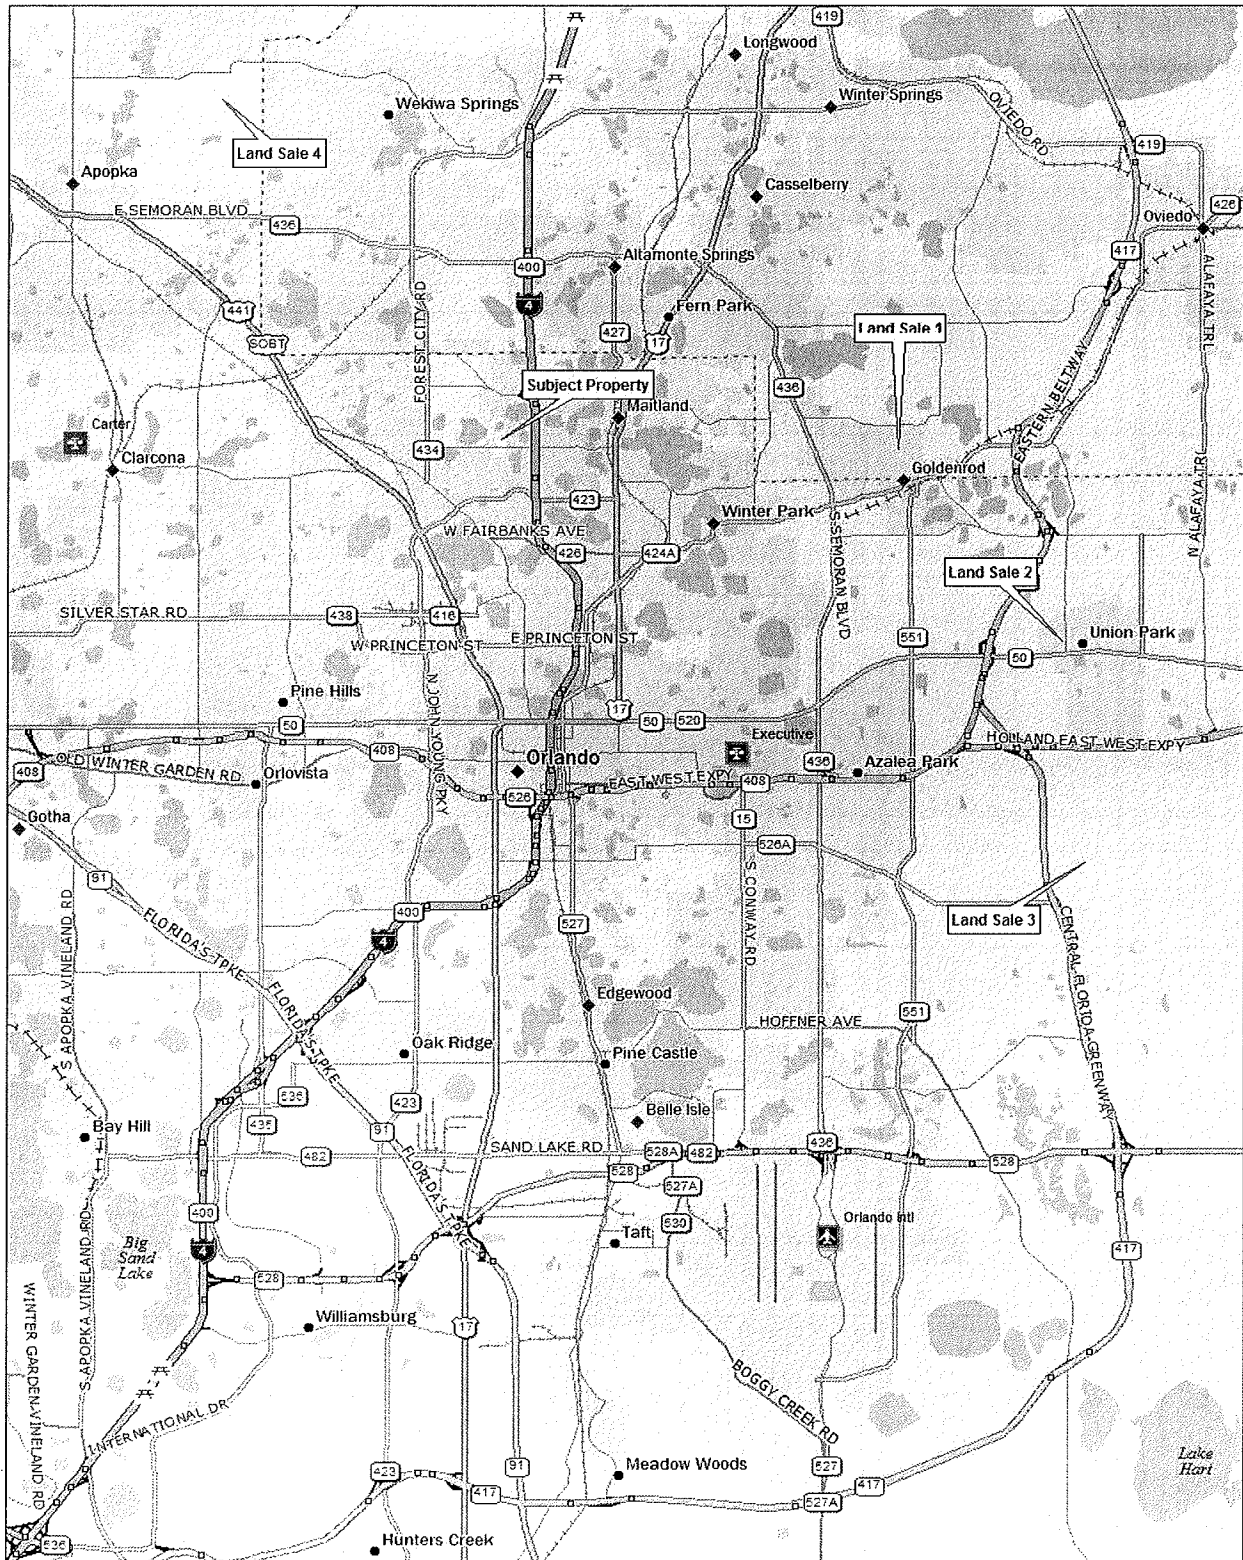 419
Longwood
Wekiwa Springs
Winter Springs
OVIEDO RD
Land Sale 4
419
Apopka
Casselberry
E SEMORAN BLVD
436
426
Oviedo
Altamonte Springs
400
417
ALAFAYA TRL
4
Fern Park
441
FOREST CITY RD
427
Land Sale 1
17
SOBT
Subject Property
436
EASTERN BELTWAY
Maitland
Carter
434
Clarcona
Goldenrod
N ALAFAYA TRL
423
Winter Park
W FAIRBANKS AVE
426
424A
S SEMORAN BLVD
Land Sale 2
SILVER STAR RD
438
416
E PRINCETON ST
W PRINCETON ST
551
Union Park
50
Pine Hills
N JOHN YOUNG PKY
17
50
50
520
Executive
HOLLAND EAST-WEST EXPY
408
OLD WINTER GARDEN RD
408
Orlando
436
Azalea Park
Orlovista
EAST WEST EXPY
408
526
Gotha
15
526A
91
S APOPKA VINELAND RD
S CONWAY RD
400
527
Land Sale 3
4
FLORIDA'S TPKE
CENTRAL FLORIDA GREENWAY
FLORIDA'S TPKE
Edgewood
551
HOFFNER AVE
Oak Ridge
Pine Castle
423
Belle Isle
Bay Hill
435
91
SAND LAKE RD
436
482
528A
482
528
528
FLORIDA'S TPKE
527A
400
530
Orlando Intl
Taft
Big
Sand
Lake
4
417
S APOPKA VINELAND RD
528
WINTER GARDEN-VINELAND RD
Williamsburg
17
BOGGY CREEK RD
INTERNATIONAL DR
Lake
Hart
Meadow Woods
423
91
527
417
417
527A
Hunters Creek
536